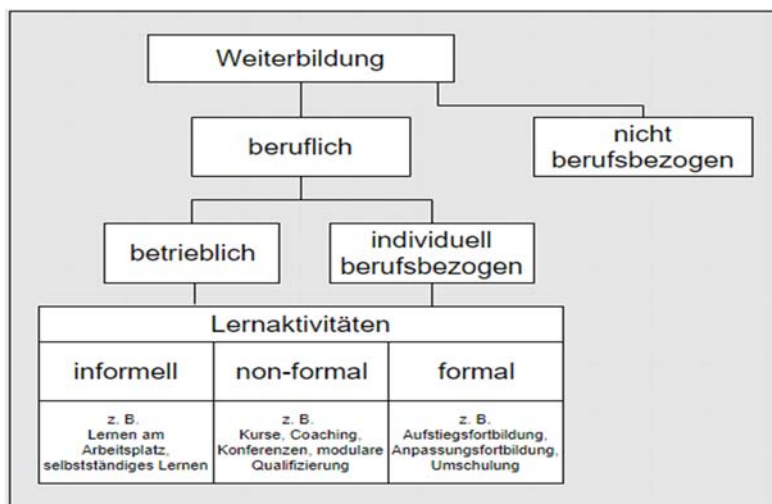 Weiterbildung
beruflich
nicht
berufsbezogen
betrieblich
individuell
berufsbezogen
Lernaktivitäten
informell
non-formal
formal
z. B.
Lernen am
Arbeitsplatz,
selbstständiges Lernen
z. B.
Kurse, Coaching,
Konferenzen, modulare
Qualifizierung
z. B.
Aufstiegsfortbildung,
Anpassungsfortbildung,
Umschulung